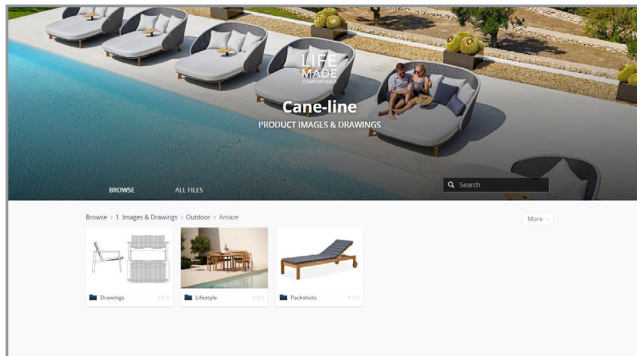 LIFE
MADE
COMFORTABLE
Cane-line
PRODUCT IMAGES & DRAWINGS
BROWSE ALL FILES Search
Browse > 1. Images & Drawings > Outdoor > Amaze More
Drawings Lifestyle Packshots